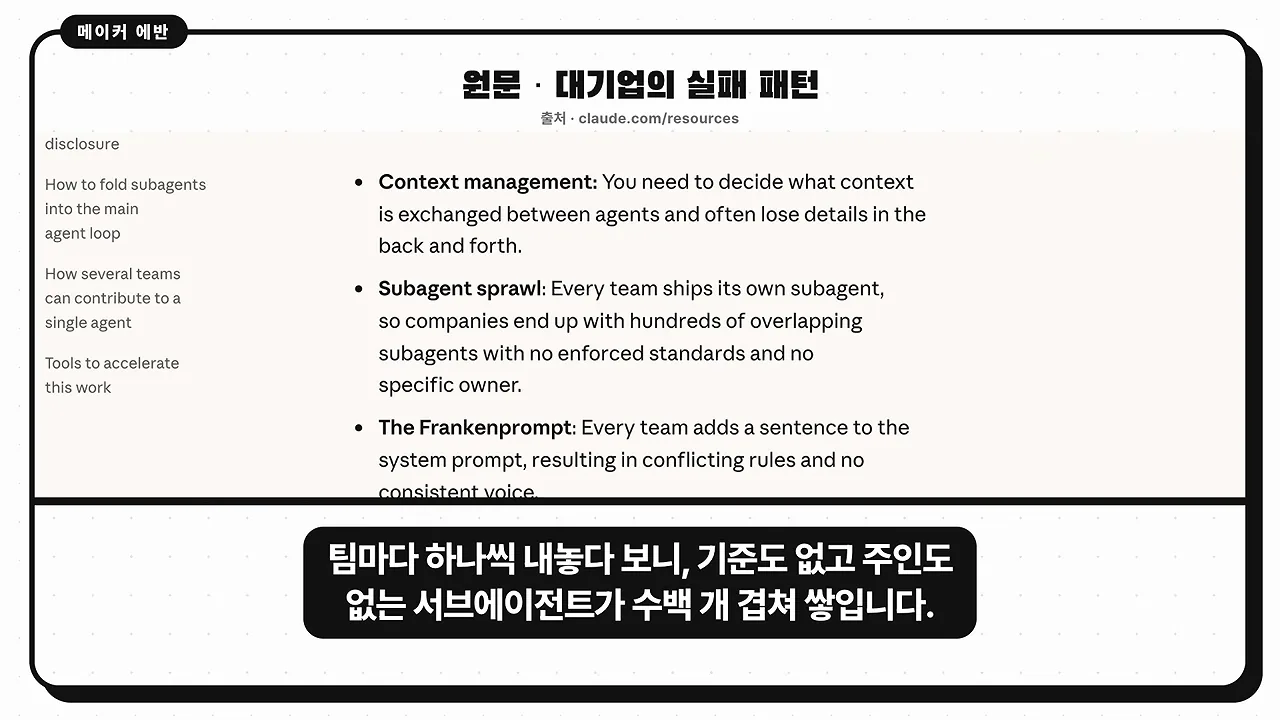 메이커 에반
원문 · 대기업의 실패 패턴
출처 · claude.com/resources
disclosure
How to fold subagents
into the main
agent loop
How several teams
can contribute to a
single agent
Tools to accelerate
this work
• Context management: You need to decide what context
is exchanged between agents and often lose details in the
back and forth.
• Subagent sprawl: Every team ships its own subagent,
so companies end up with hundreds of overlapping
subagents with no enforced standards and no
specific owner.
• The Frankenprompt: Every team adds a sentence to the
system prompt, resulting in conflicting rules and no
consistent voice.
팀마다 하나씩 내놓다 보니, 기준도 없고 주인도
없는 서브에이전트가 수백 개 겹쳐 쌓입니다.